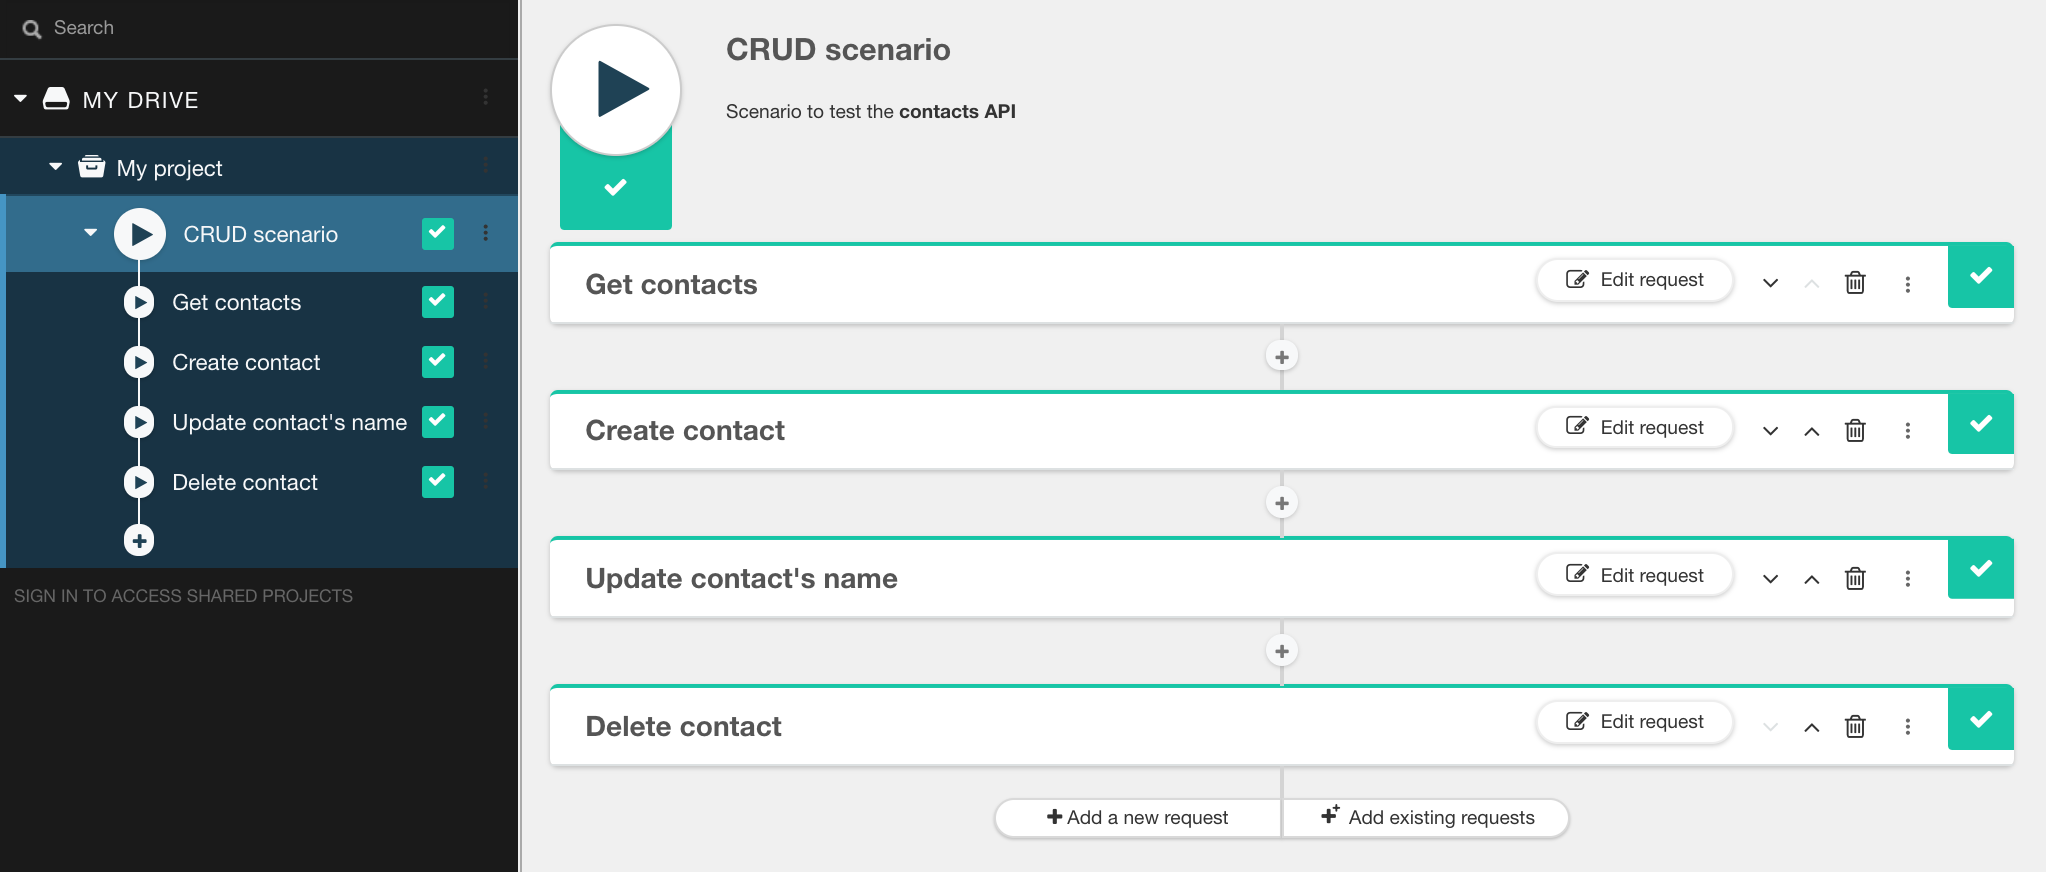 Search
MY DRIVE
My project
CRUD scenario
Get contacts
Create contact
Update contact's name
Delete contact
SIGN IN TO ACCESS SHARED PROJECTS
CRUD scenario
Scenario to test the contacts API
Get contacts
Edit request
Create contact
Edit request
Update contact's name
Edit request
Delete contact
Edit request
Add a new request
Add existing requests